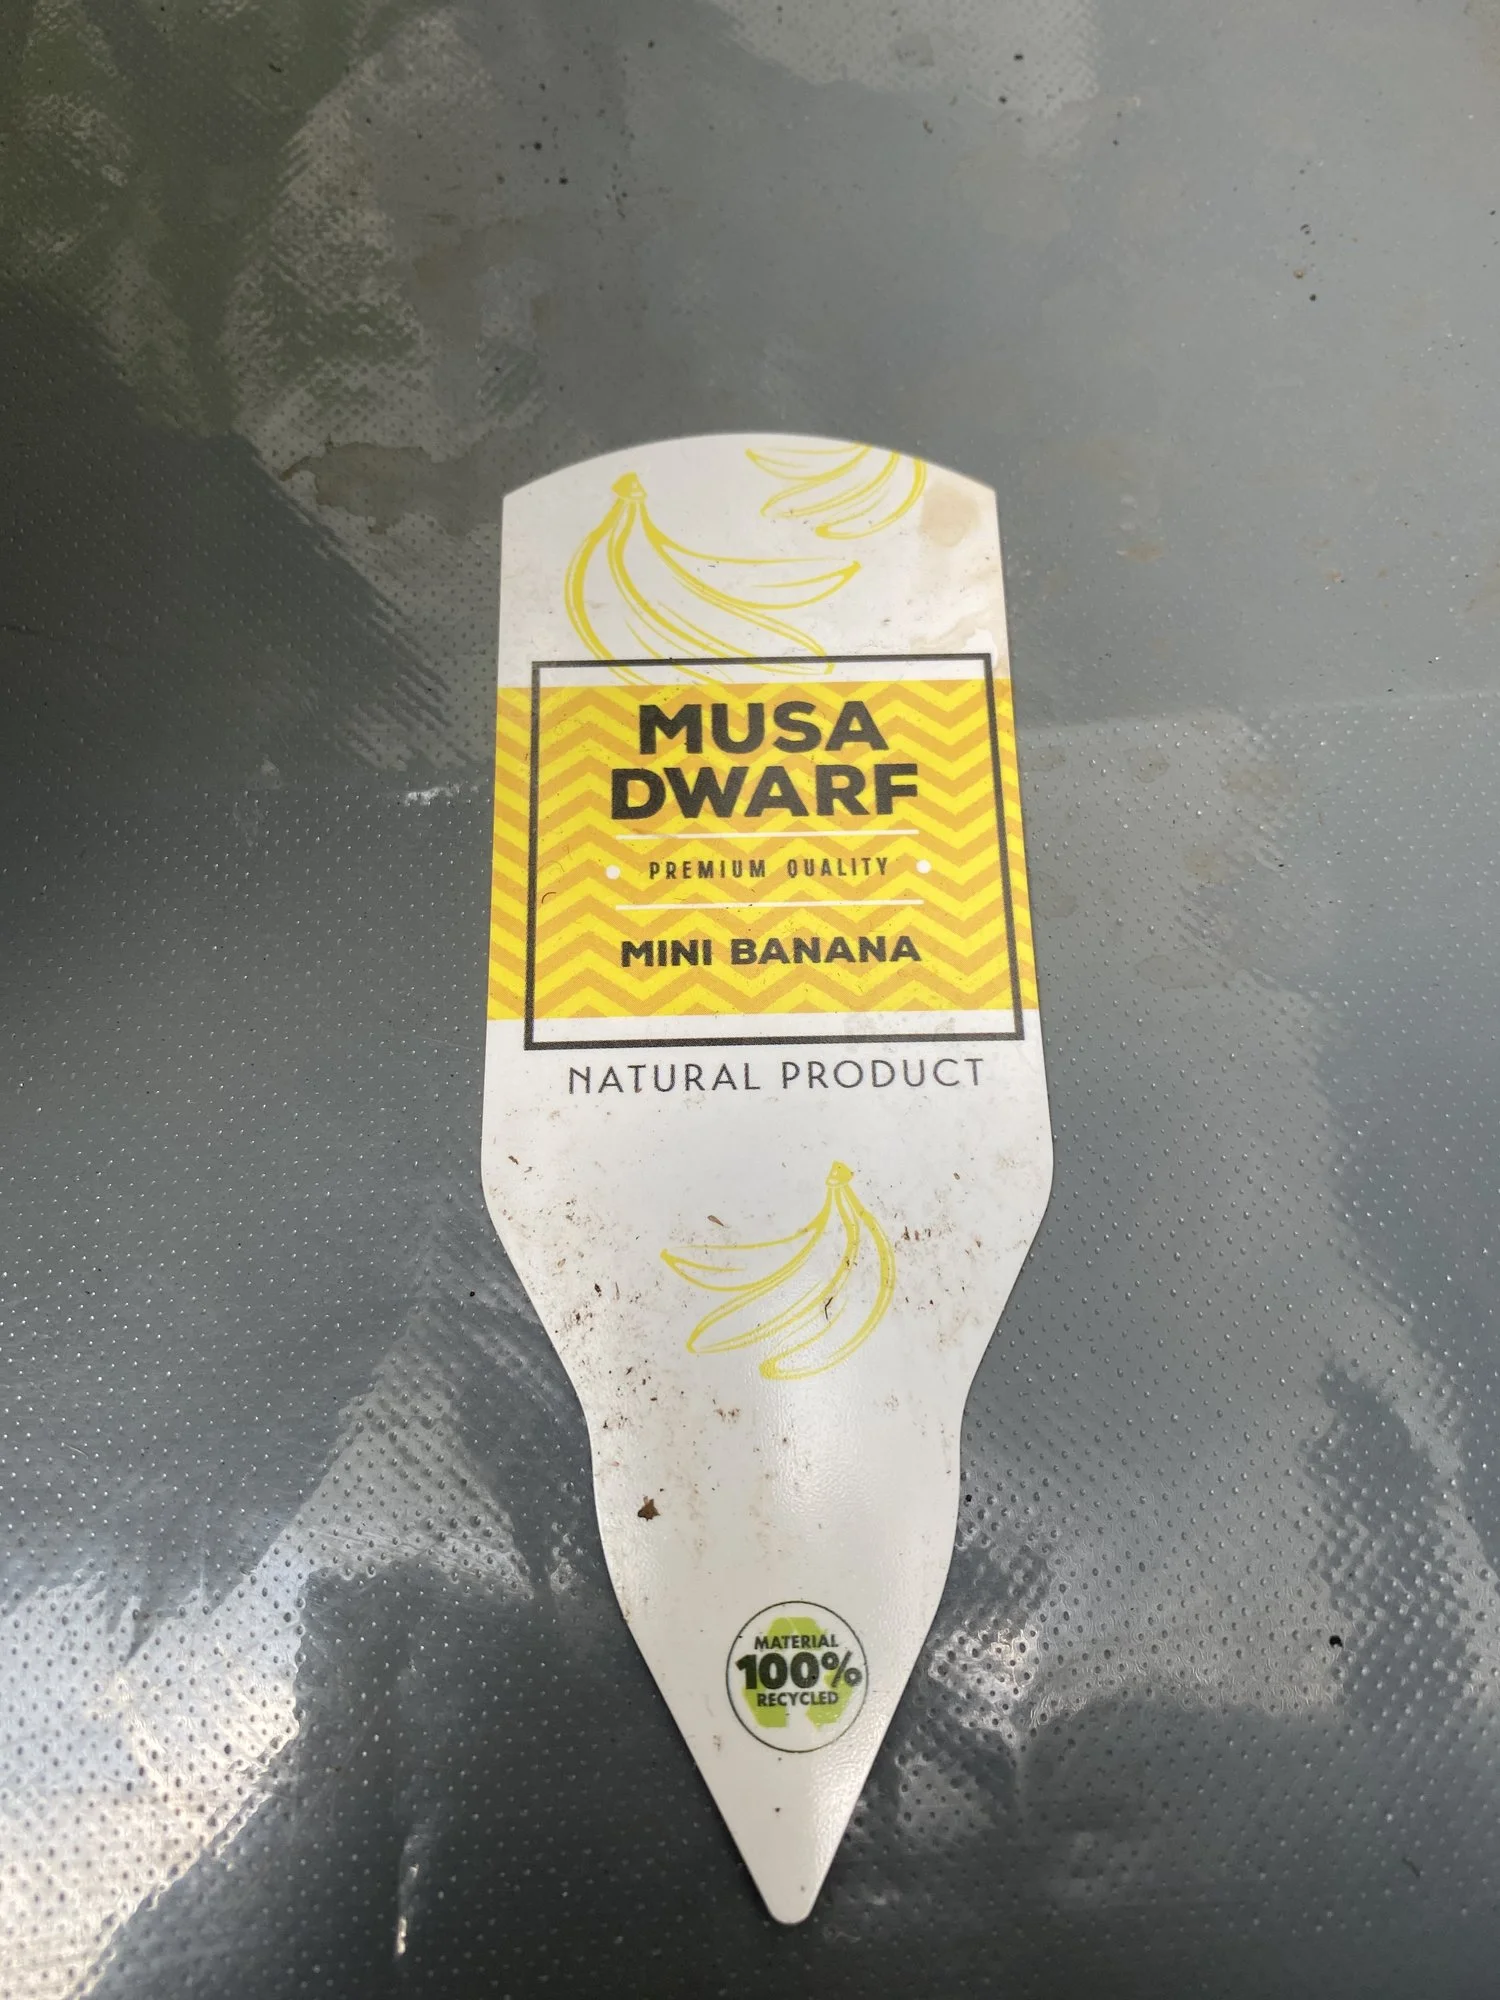 MUSA
DWARF
PREMIUM QUALITY
MINI BANANA
NATURAL PRODUCT
MATERIAL
100%
RECYCLED